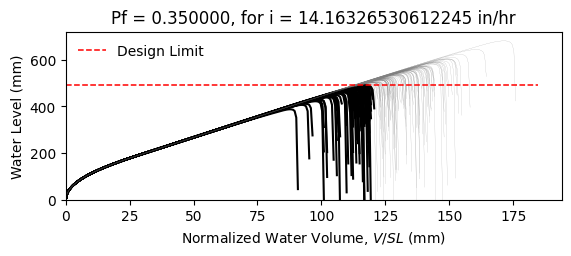 Pf = 0.350000, for i = 14.16326530612245 in/hr
Design Limit
Water Level (mm)
600
400
200
0
0 25 50 75 100 125 150 175
Normalized Water Volume, V/SL (mm)